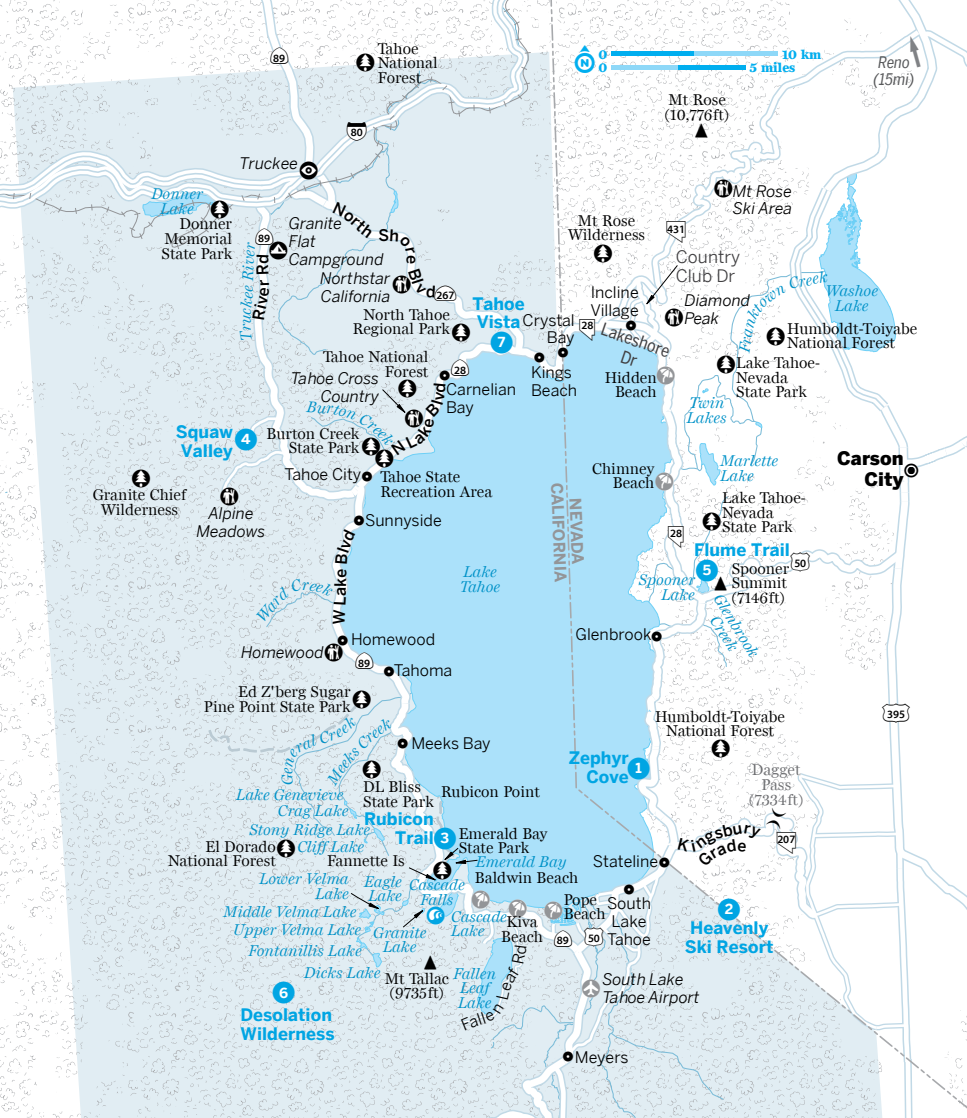 89
Tahoe
National
Forest
0
10 km
N
0
5 miles
Reno
(15mi)
Mt Rose
(10,776ft)
80
Truckee
Donner
Lake
Donner
Memorial
State Park
Mt Rose
Ski Area
North Shore Blvd
89
Granite
Flat
Campground
Mt Rose
Wilderness
431
Country
Club Dr
Truckee River
River Rd
Northstar
California
267
Franktown Creek
Washoe
Lake
Incline
Village
Diamond
Peak
Tahoe
Vista
7
North Tahoe
Regional Park
Crystal
Bay
28
Lakeshore
Dr
Humboldt-Toiyabe
National Forest
Tahoe National
Forest
28
Kings
Beach
Hidden
Beach
Lake Tahoe-
Nevada
State Park
Tahoe Cross
Country
Carnelian
Bay
Burton Creek
N Lake Blvd
Twin
Lakes
Squaw
Valley
4
Burton Creek
State Park
Marlette
Lake
Carson
City
Tahoe City
Tahoe State
Recreation Area
Chimney
Beach
Granite Chief
Wilderness
Alpine
Meadows
NEVADA
CALIFORNIA
Lake Tahoe-
Nevada
State Park
Sunnyside
28
Flume Trail
5
50
W Lake Blvd
Lake
Tahoe
Spooner
Lake
Spooner
Summit
(7146ft)
Ward Creek
Glenbrook
Creek
Homewood
Homewood
Glenbrook
89
Tahoma
Ed Z'berg Sugar
Pine Point State Park
395
Humboldt-Toiyabe
National Forest
General Creek
Meeks Creek
Meeks Bay
Zephyr
Cove
1
DL Bliss
State Park
Dagget
Pass
(7334ft)
Lake Genevieve
Rubicon Point
Crag Lake
Rubicon
Trail
3
Stony Ridge Lake
Emerald Bay
State Park
Kingsbury
Grade
207
El Dorado
National Forest
Cliff Lake
Fannette Is
Emerald Bay
Stateline
Baldwin Beach
Lower Velma
Lake
Eagle
Lake
Cascade
Falls
Middle Velma Lake
Pope
Beach
South
Lake
Tahoe
2
Heavenly
Ski Resort
Upper Velma Lake
Cascade
Lake
Kiva
Beach
Granite
Lake
89
50
Fontanillis Lake
Dicks Lake
Mt Tallac
(9735ft)
Fallen
Leaf
Lake
Fallen Leaf Rd
South Lake
Tahoe Airport
6
Desolation
Wilderness
Meyers